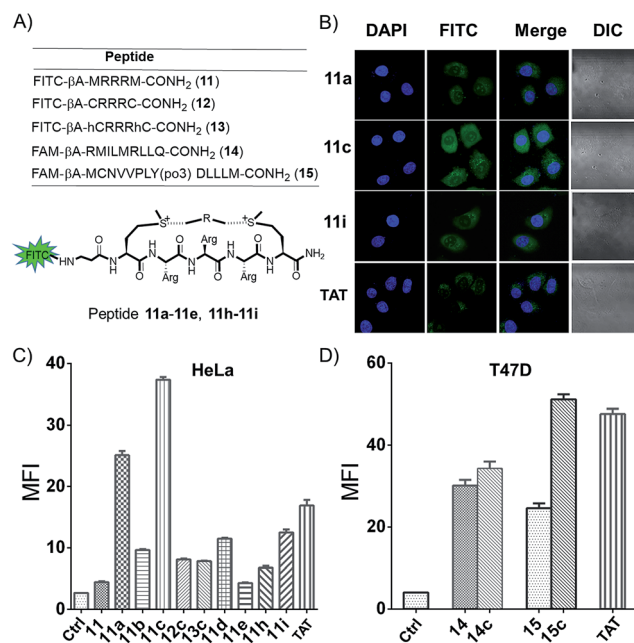 A)
Peptide
FITC-βA-MRRRM-CONH₂ (11)
FITC-βA-CRRRC-CONH₂ (12)
FITC-βA-hCRRRhC-CONH₂ (13)
FAM-βA-RMILMRLLQ-CONH₂ (14)
FAM-βA-MCNVVPLY(po3) DLLLM-CONH₂ (15)
S⁺ R S⁺
FITC HN O H N O Arg H N O NH₂
O N H Arg O N H Arg O
Peptide 11a-11e, 11h-11i
B)
DAPI FITC Merge DIC
11a
11c
11i
TAT
C)
HeLa
MFI
40
30
20
10
0
Ctrl 11 11a 11b 11c 12c 13c 11d 11e 11h 11i TAT
D)
T47D
MFI
60
40
20
0
Ctrl 14 14c 15 15c TAT